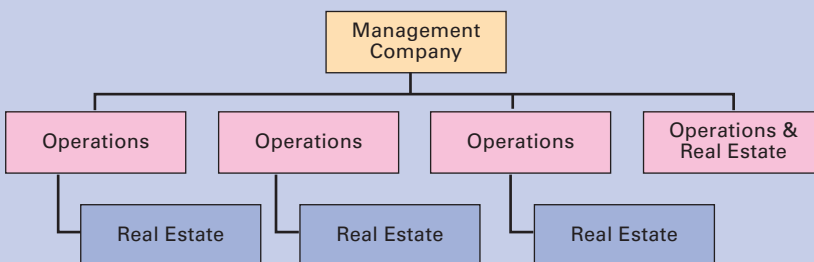 Management
Company
Operations
Operations
Operations
Operations &
Real Estate
Real Estate
Real Estate
Real Estate